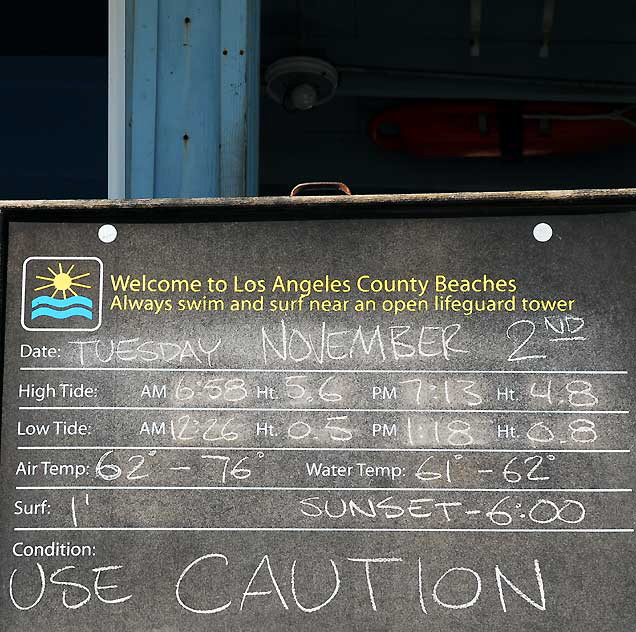 Welcome to Los Angeles County Beaches
Always swim and surf near an open lifeguard tower
Date: TUESDAY NOVEMBER 2ND
High Tide: AM 6:58 Ht. 5.6 PM 7:13 Ht. 4.8
Low Tide: AM 12:26 Ht. 0.5 PM 1:18 Ht. 0.8
Air Temp: 62° - 76° Water Temp: 61° - 62°
Surf: 1' SUNSET - 6:00
Condition:
USE CAUTION